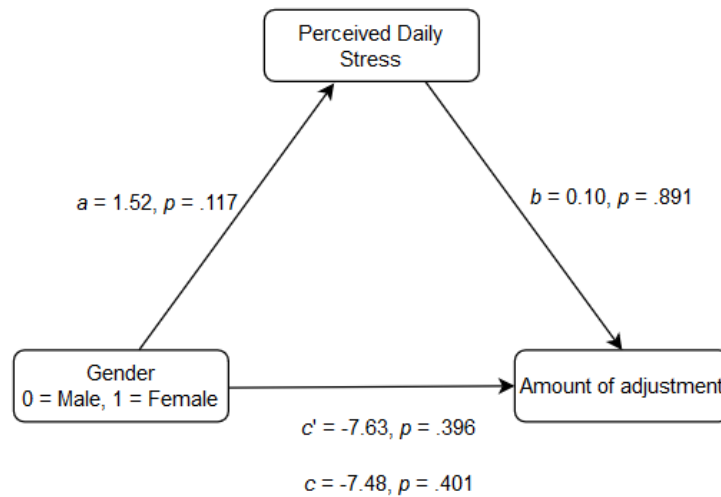 Perceived Daily
Stress
a = 1.52, p = .117
b = 0.10, p = .891
Gender
0 = Male, 1 = Female
Amount of adjustment
c' = -7.63, p = .396
c = -7.48, p = .401